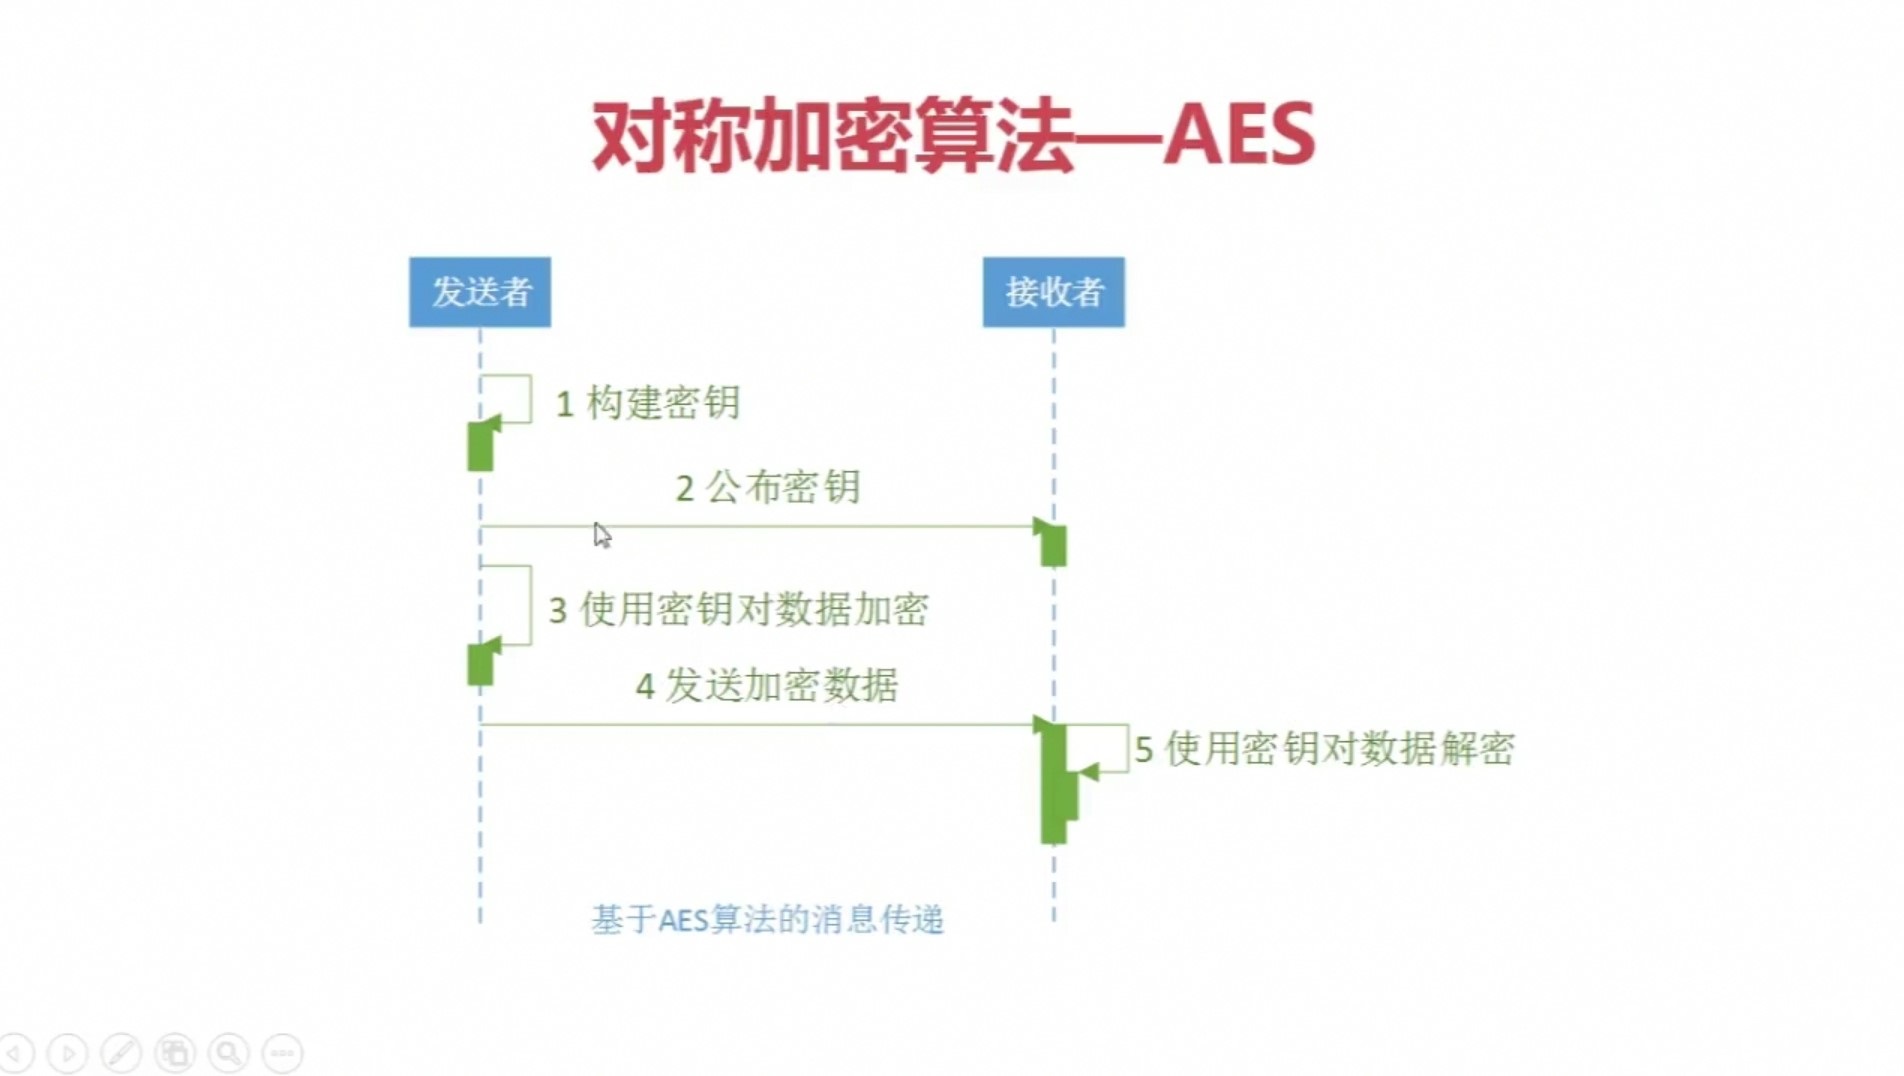 对称加密算法—AES
发送者
接收者
1 构建密钥
2 公布密钥
3 使用密钥对数据加密
4 发送加密数据
5 使用密钥对数据解密
基于AES算法的消息传递